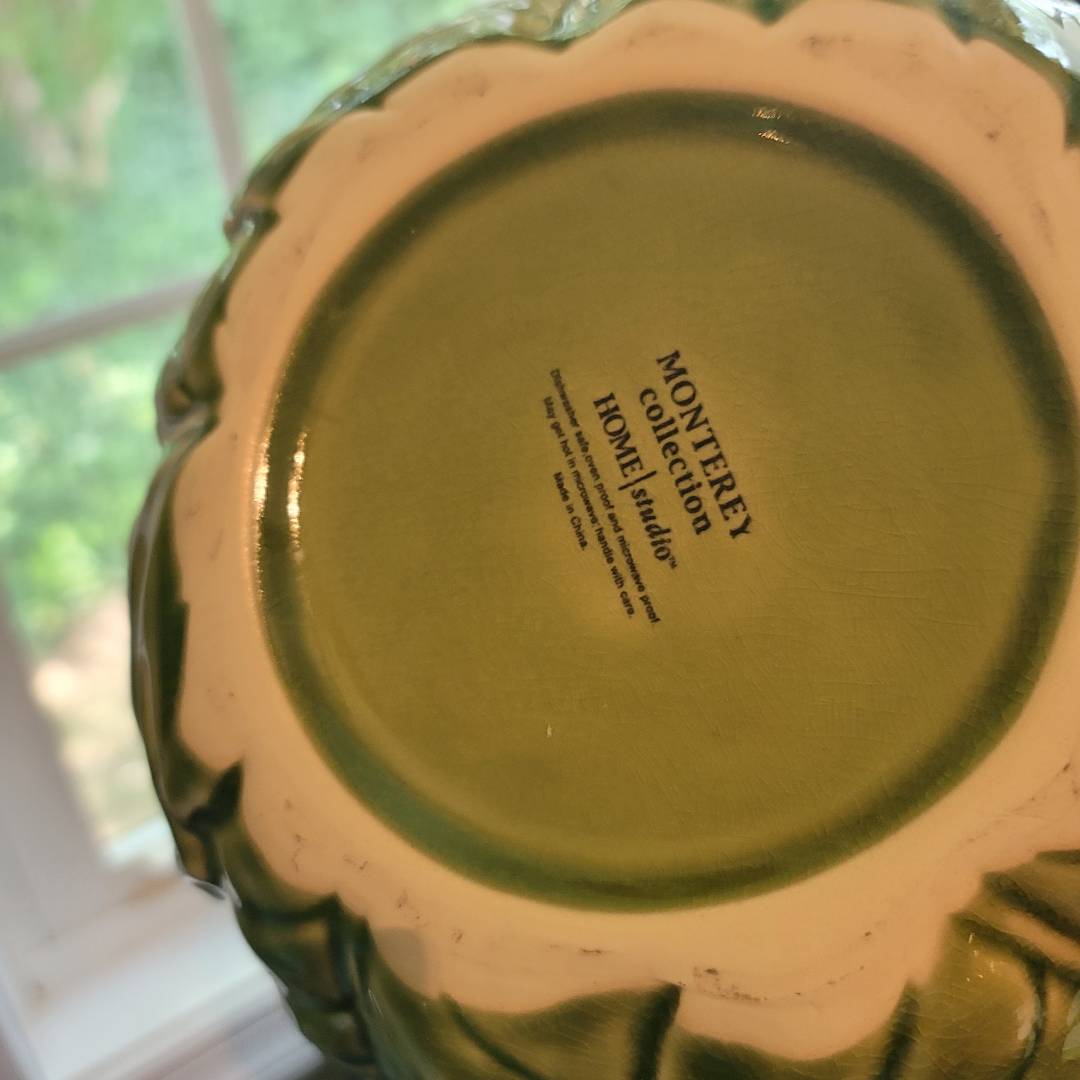 MONTEREY
collection
HOME|studio™
Dishwasher safe,oven proof and microwave proof.
May get hot in microwave; handle with care.
Made in China.